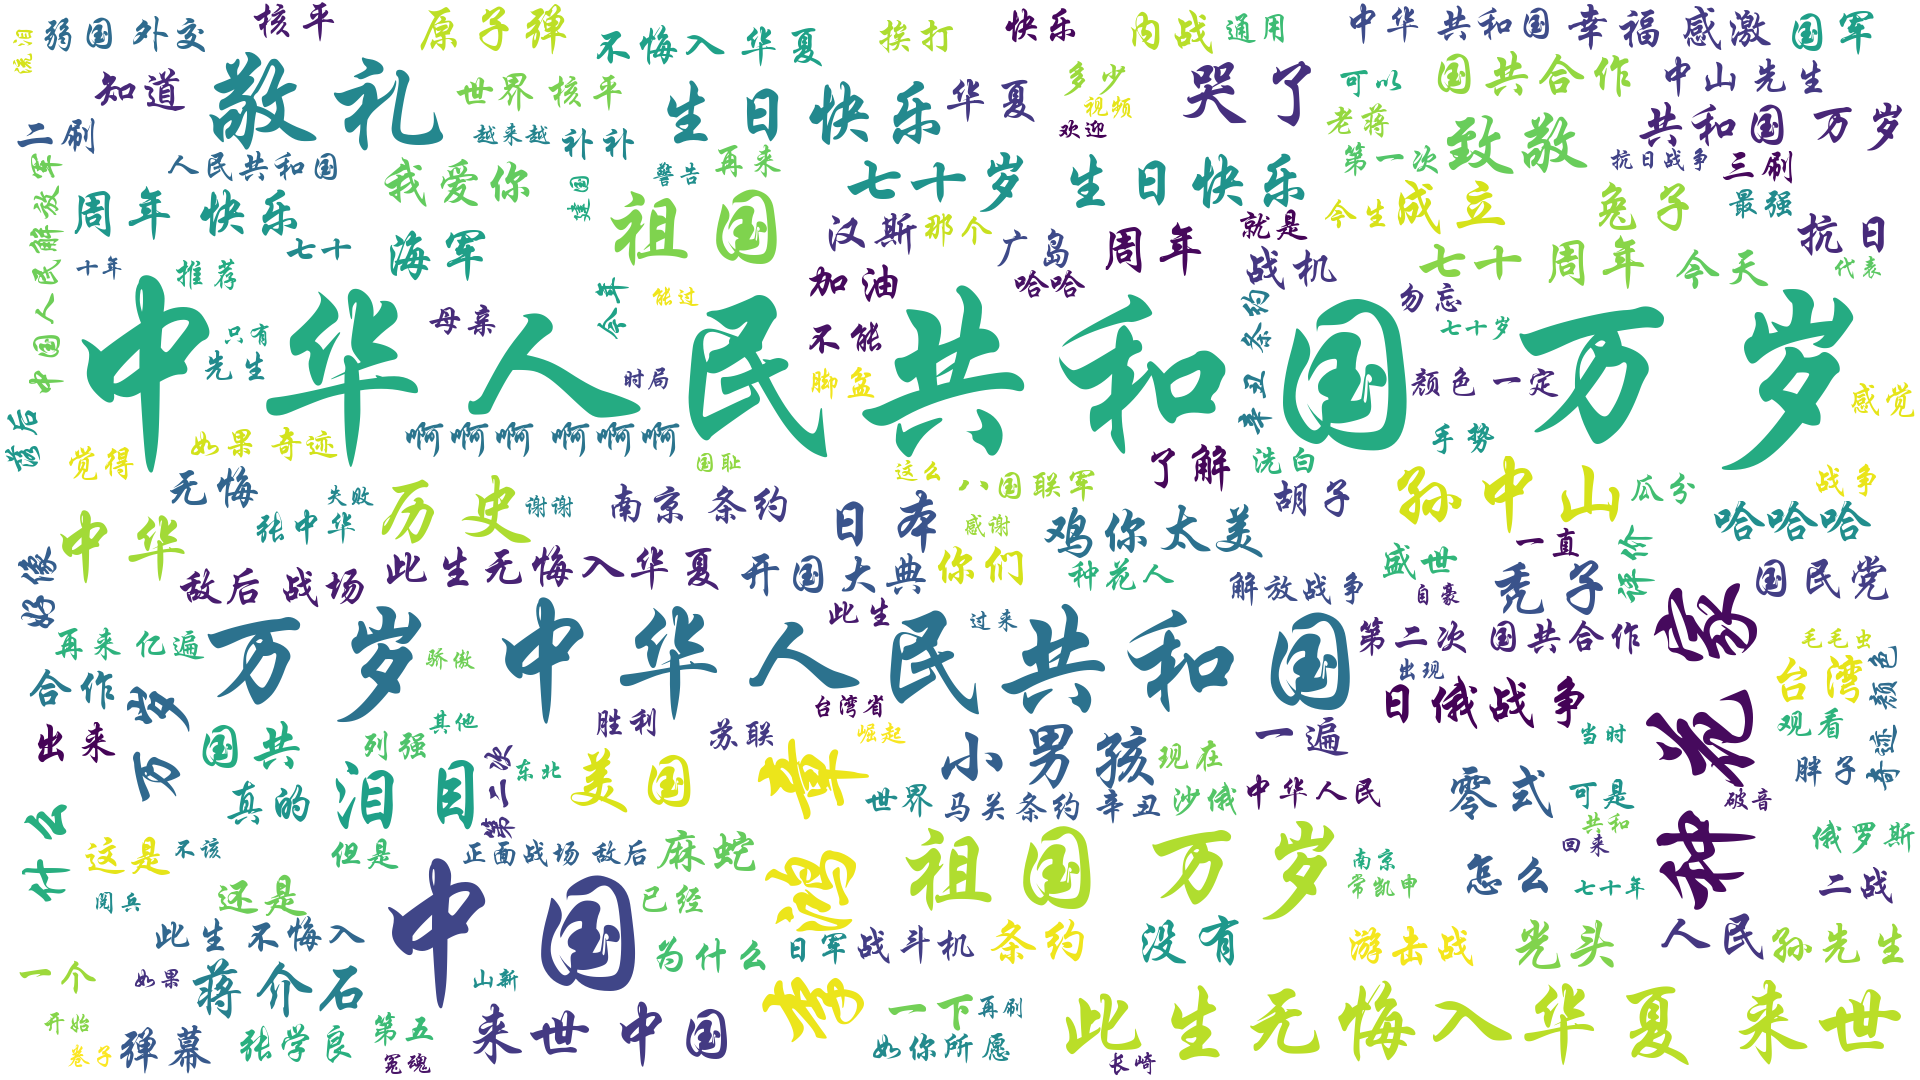 流泪
弱国 外交
核平
原子弹
不悔入 华夏
挨打
快乐
内战
通用
中华 共和国
幸福
感激
国军
知道
敬礼
世界 核平
生日快乐
华夏
多少
视频
哭了
可以
国共合作
中山先生
二刷
越来越
补补
欢迎
老蒋
致敬
共和国 万岁
中国人民解放军
人民共和国
我爱你
建国
警告
再来
七十岁 生日快乐
第一次
抗日战争
三刷
周年 快乐
祖国
今生
成立
兔子
最强
七十
海军
汉斯
那个
广岛
周年
就是
抗日
十年
推荐
加油
哈哈
战机
七十 周年
今天
代表
今年
能过
勿忘
中华人民共和国万岁
只有
先生
母亲
不能
时局
脚盆
辛丑 条约
七十岁
颜色
一定
感觉
落后
觉得
如果
奇迹
啊啊啊 啊啊啊
国耻
这么
手势
无悔
失败
历史
谢谢
南京 条约
八国联军
了解
洗白
胡子
孙中山
瓜分
战争
中华
张中华
日本
感谢
鸡你太美
哈哈哈
好像
敌后 战场
此生无悔入华夏
开国大典
你们
种花人
解放战争
盛世
一直
自豪
秃子
评价
国民党
再来 亿遍
万岁中华人民共和国
此生
过来
第二次 国共合作
种花家
毛毛虫
合作
万岁
骄傲
台湾省
出现
日俄战争
台湾
颜色
出来
国共
列强
其他
胜利
苏联
崛起
小男孩
现在
一遍
当时
观看
奇迹
什么
真的
泪目
第二次
东北
美国
鸿章李
世界
马关条约 辛丑
沙俄
中华人民
零式
可是
破音
胖子
这是
不该
但是
正面战场 敌后
麻蛇
祖国万岁
南京
共和
回来
俄罗斯
阅兵
还是
中国
已经
常凯申
怎么
七十年
二战
此生 不悔入
为什么
日军
战斗机
条约
没有
游击战
光头
人民
孙先生
一个
如果
蒋介石
山新
开始
弹幕
张学良
第五
来世 中国
一下
再刷
此生无悔入华夏 来世
卷子
冤魂
如你所愿
长崎